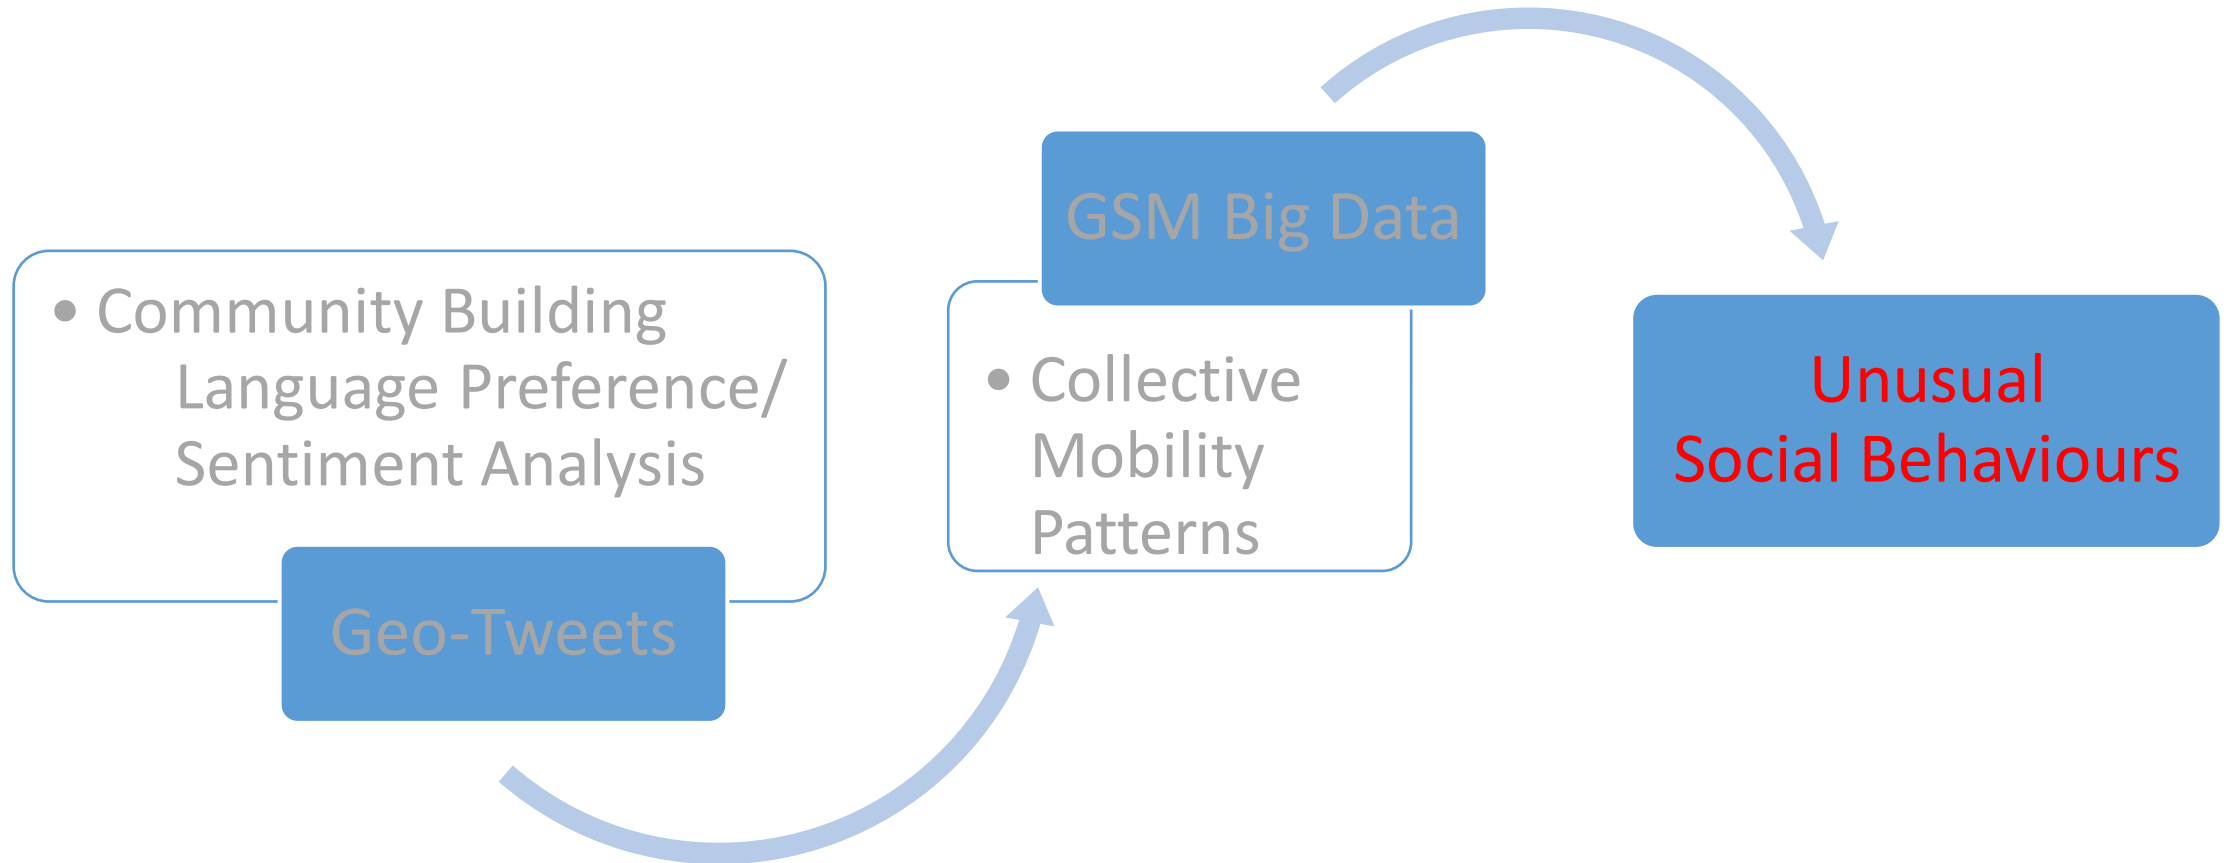 • Community Building
Language Preference/
Sentiment Analysis
Geo-Tweets
GSM Big Data
• Collective
Mobility
Patterns
Unusual
Social Behaviours